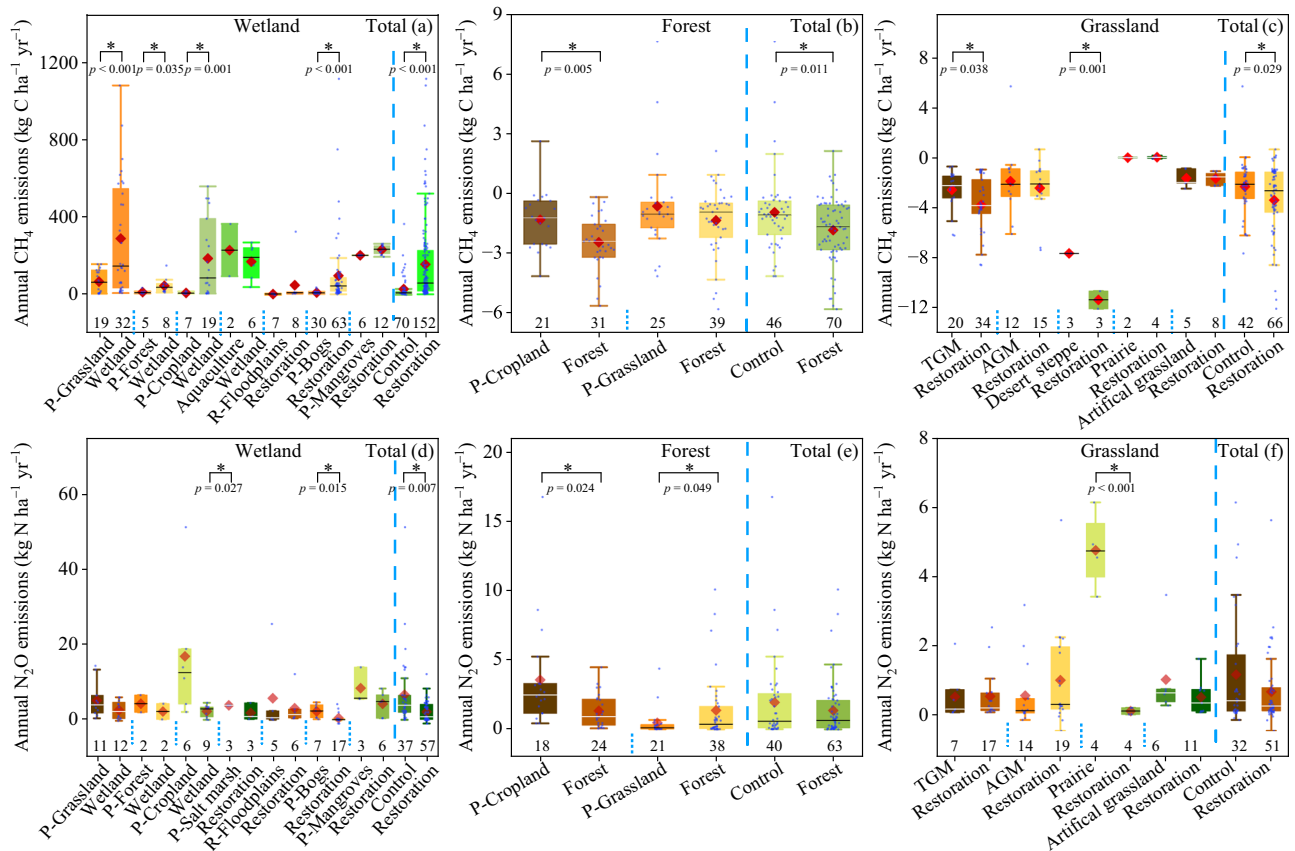 Wetland Total (a)
Annual CH₄ emissions (kg C ha⁻¹ yr⁻¹)
1200
800
400
0
* * * * *
p < 0.001 p = 0.035 p = 0.001 p < 0.001 p < 0.001
19 32 5 8 7 19 2 6 7 8 30 63 6 12 70 152
P-Grassland Wetland P-Forest Wetland P-Cropland Wetland Aquaculture Wetland R-Floodplains Restoration P-Bogs Restoration P-Mangroves Restoration Control Restoration
Forest Total (b)
Annual CH₄ emissions (kg C ha⁻¹ yr⁻¹)
9
6
3
0
−3
−6
* *
p = 0.005 p = 0.011
21 31 25 39 46 70
P-Cropland Forest P-Grassland Forest Control Forest
Grassland Total (c)
Annual CH₄ emissions (kg C ha⁻¹ yr⁻¹)
8
4
0
−4
−8
−12
* * *
p = 0.038 p = 0.001 p = 0.029
20 34 12 15 3 3 2 4 5 8 42 66
TGM Restoration AGM Restoration Desert steppe Restoration Prairie Restoration Artifical grassland Restoration Control Restoration
Wetland Total (d)
Annual N₂O emissions (kg N ha⁻¹ yr⁻¹)
60
40
20
0
* * *
p = 0.027 p = 0.015 p = 0.007
11 12 2 2 6 9 3 3 5 6 7 17 3 6 37 57
P-Grassland Wetland P-Forest Wetland P-Cropland Wetland P-Salt marsh Restoration R-Floodplains Restoration P-Bogs Restoration P-Mangroves Restoration Control Restoration
Forest Total (e)
Annual N₂O emissions (kg N ha⁻¹ yr⁻¹)
20
15
10
5
0
* *
p = 0.024 p = 0.049
18 24 21 38 40 63
P-Cropland Forest P-Grassland Forest Control Forest
Grassland Total (f)
Annual N₂O emissions (kg N ha⁻¹ yr⁻¹)
8
6
4
2
0
*
p < 0.001
7 17 14 19 4 4 6 11 32 51
TGM Restoration AGM Restoration Prairie Restoration Artifical grassland Restoration Control Restoration